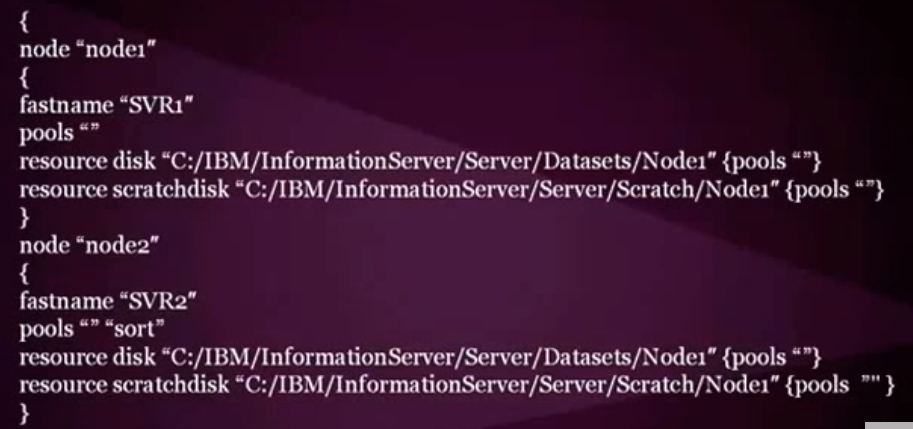 {
node “node1"
{
fastname “SVR1"
pools “”
resource disk “C:/IBM/InformationServer/Server/Datasets/Node1" {pools “”}
resource scratchdisk “C:/IBM/InformationServer/Server/Scratch/Node1" {pools “”}
}
node “node2"
{
fastname “SVR2"
pools “” “sort”
resource disk “C:/IBM/InformationServer/Server/Datasets/Node1" {pools “”}
resource scratchdisk “C:/IBM/InformationServer/Server/Scratch/Node1" {pools ”" }
}